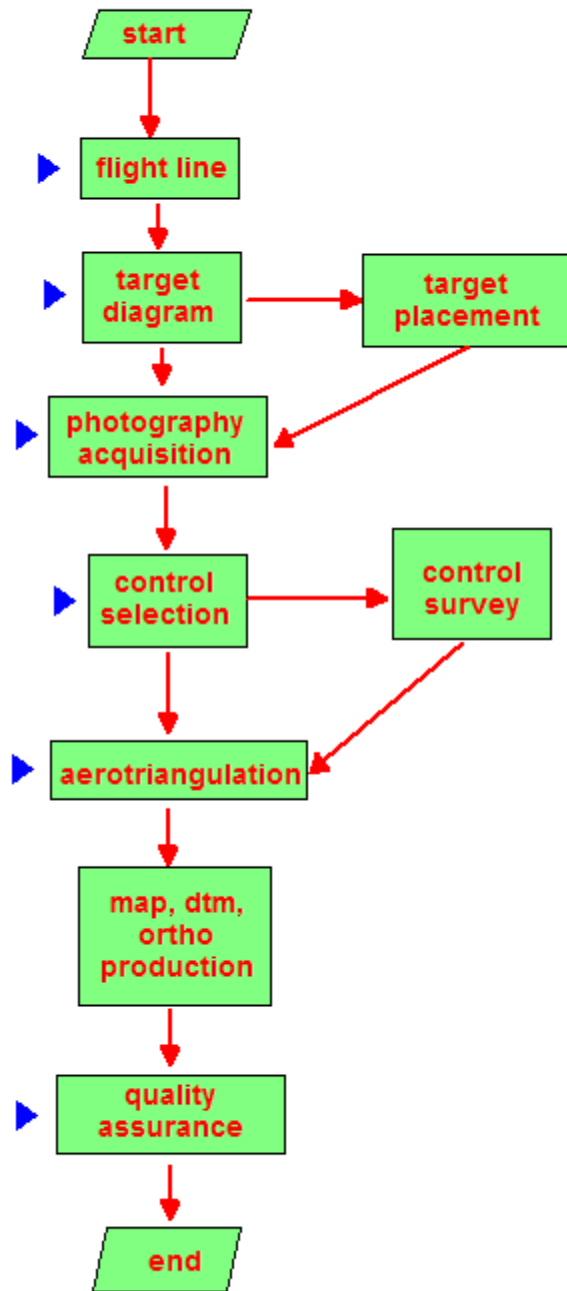 start
flight line
target
diagram
target
placement
photography
acquisition
control
selection
control
survey
aerotriangulation
map, dtm,
ortho
production
quality
assurance
end